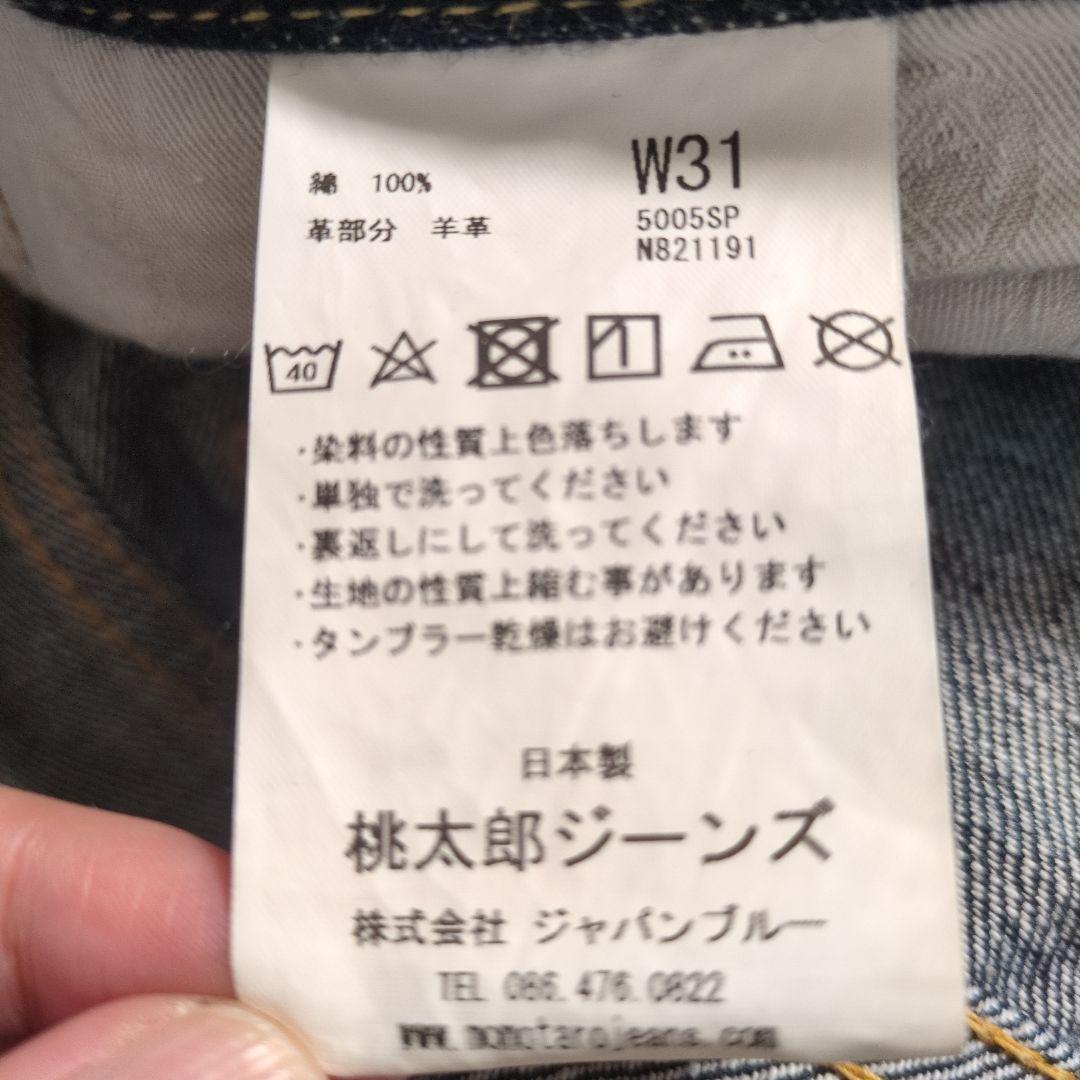 綿 100%
革部分 羊革
W31
5005SP
N821191
40
・染料の性質上色落ちします
・単独で洗ってください
・裏返しにして洗ってください
・生地の性質上縮む事があります
・タンブラー乾燥はお避けください
日本製
桃太郎ジーンズ
株式会社 ジャパンブルー
TEL 086.476.0822
www.momotarojeans.com